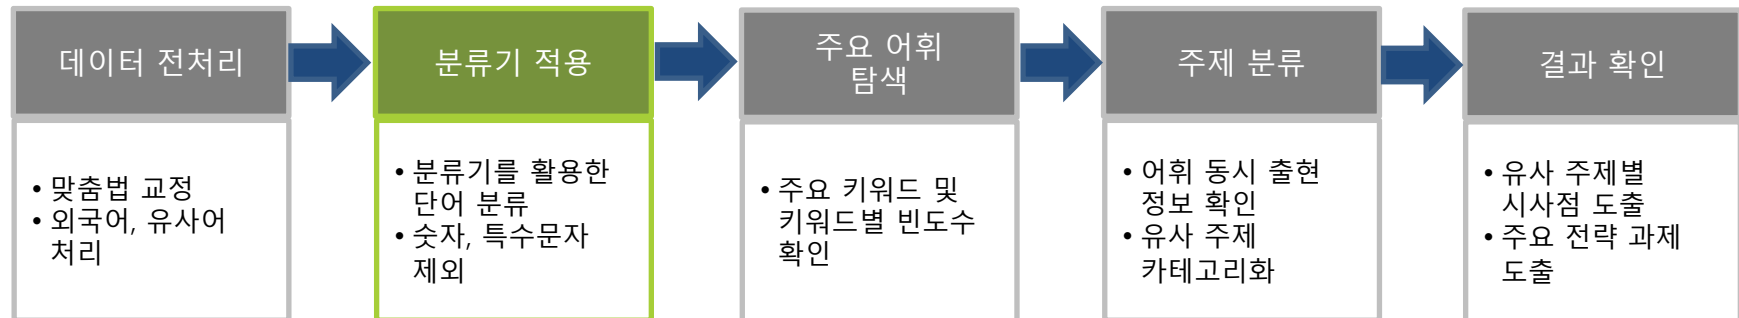 데이터 전처리
• 맞춤법 교정
• 외국어, 유사어
처리
분류기 적용
• 분류기를 활용한
단어 분류
• 숫자, 특수문자
제외
주요 어휘
탐색
• 주요 키워드 및
키워드별 빈도수
확인
주제 분류
• 어휘 동시 출현
정보 확인
• 유사 주제
카테고리화
결과 확인
• 유사 주제별
시사점 도출
• 주요 전략 과제
도출